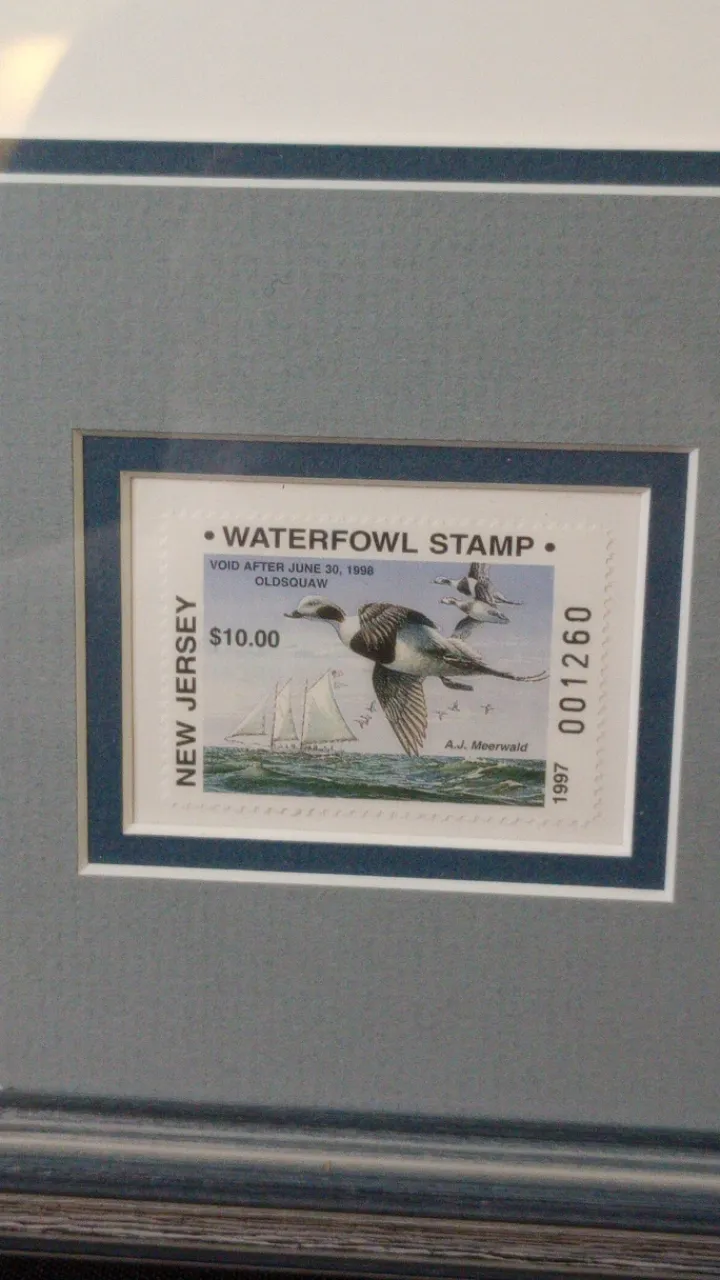 • WATERFOWL STAMP •
VOID AFTER JUNE 30, 1998
OLDSQUAW
$10.00
NEW JERSEY
A.J. Meerwald
1997
001260